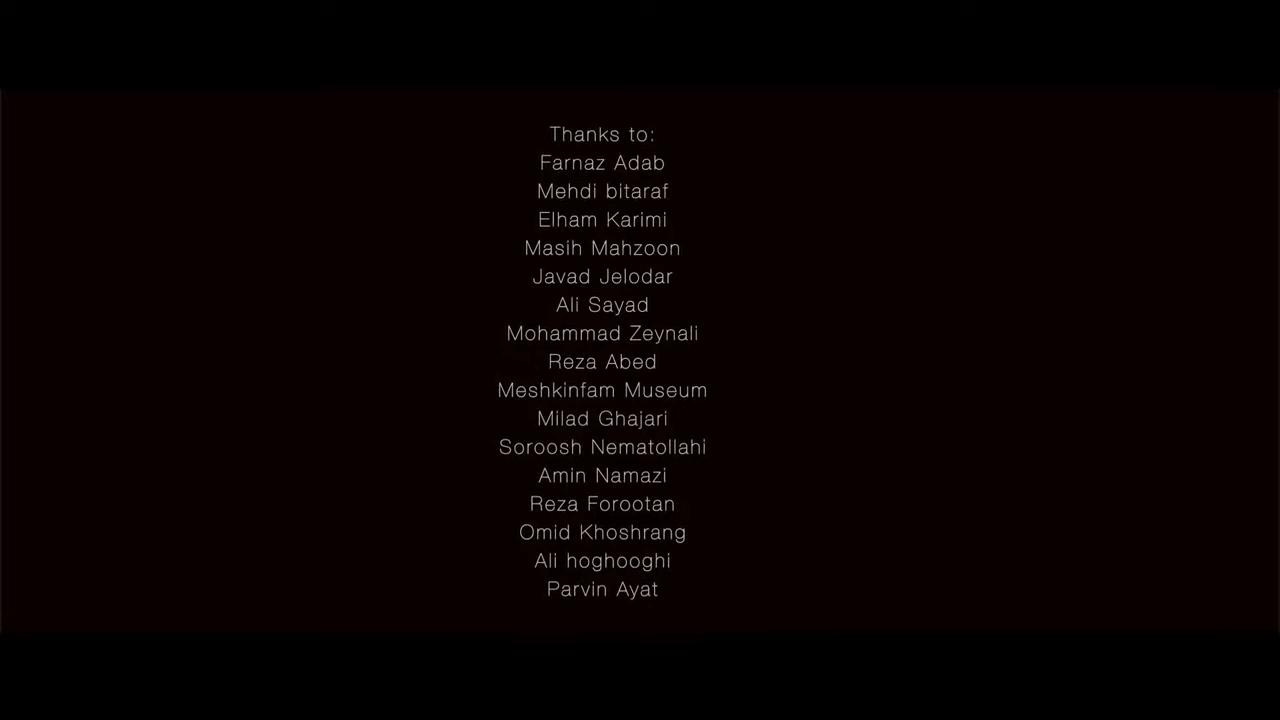 Thanks to:
Farnaz Adab
Mehdi bitaraf
Elham Karimi
Masih Mahzoon
Javad Jelodar
Ali Sayad
Mohammad Zeynali
Reza Abed
Meshkinfam Museum
Milad Ghajari
Soroosh Nematollahi
Amin Namazi
Reza Forootan
Omid Khoshrang
Ali hoghooghi
Parvin Ayat